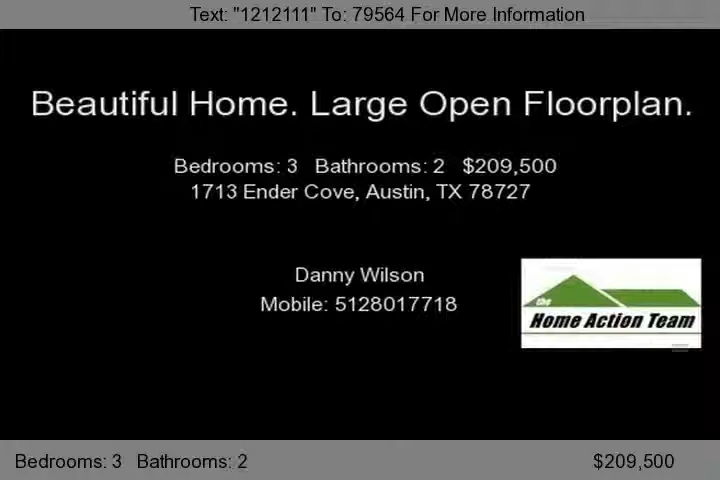 Text: "1212111" To: 79564 For More Information
Beautiful Home. Large Open Floorplan.
Bedrooms: 3 Bathrooms: 2 $209,500
1713 Ender Cove, Austin, TX 78727
Danny Wilson
Mobile: 5128017718
the
Home Action Team
Bedrooms: 3 Bathrooms: 2 $209,500